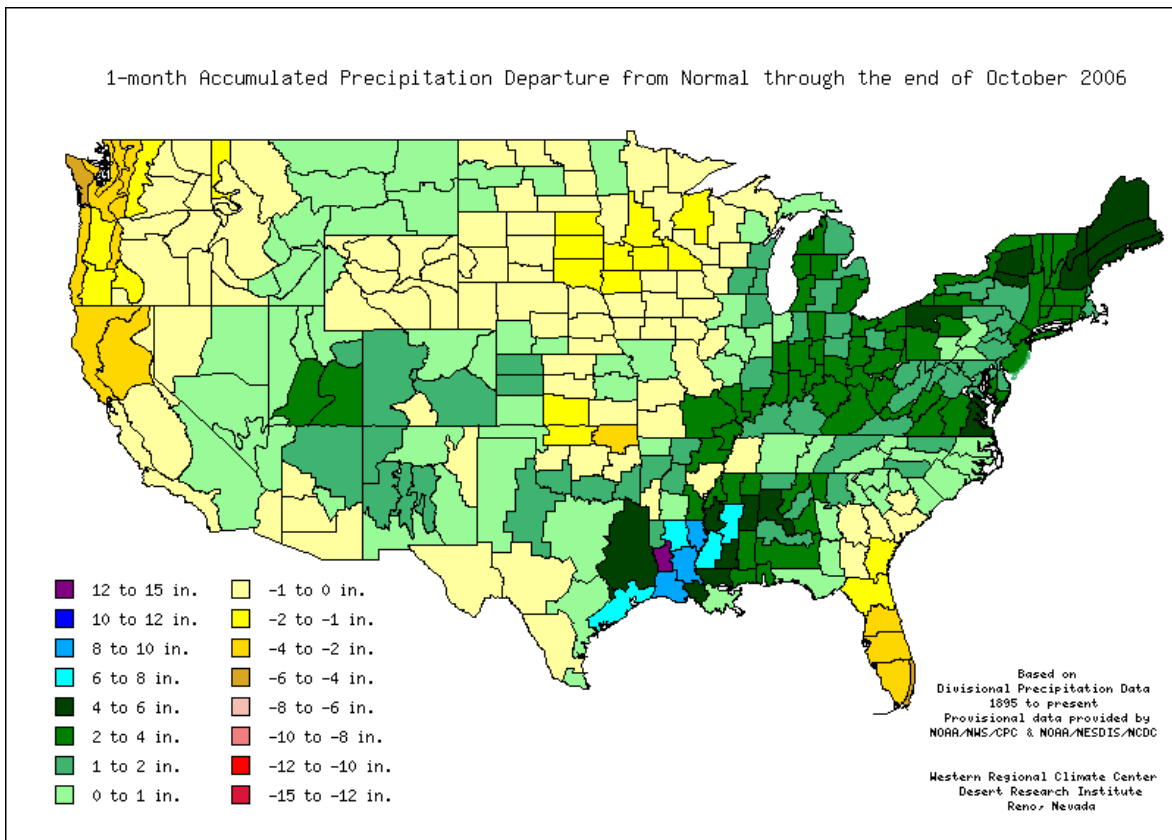 1-month Accumulated Precipitation Departure from Normal through the end of October 2006
12 to 15 in.
10 to 12 in.
8 to 10 in.
6 to 8 in.
4 to 6 in.
2 to 4 in.
1 to 2 in.
0 to 1 in.
-1 to 0 in.
-2 to -1 in.
-4 to -2 in.
-6 to -4 in.
-8 to -6 in.
-10 to -8 in.
-12 to -10 in.
-15 to -12 in.
Based on
Divisional Precipitation Data
1895 to present
Provisional data provided by
NOAA/NWS/CPC & NOAA/NESDIS/NCDC
Western Regional Climate Center
Desert Research Institute
Reno, Nevada